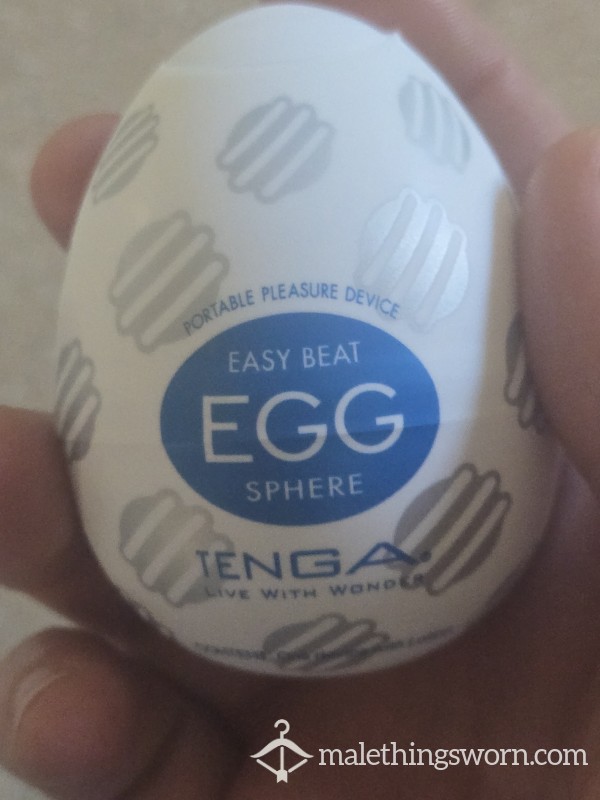 PORTABLE PLEASURE DEVICE
EASY BEAT
EGG
SPHERE
TENGA®
LIVE WITH WONDER
malethingsworn.com